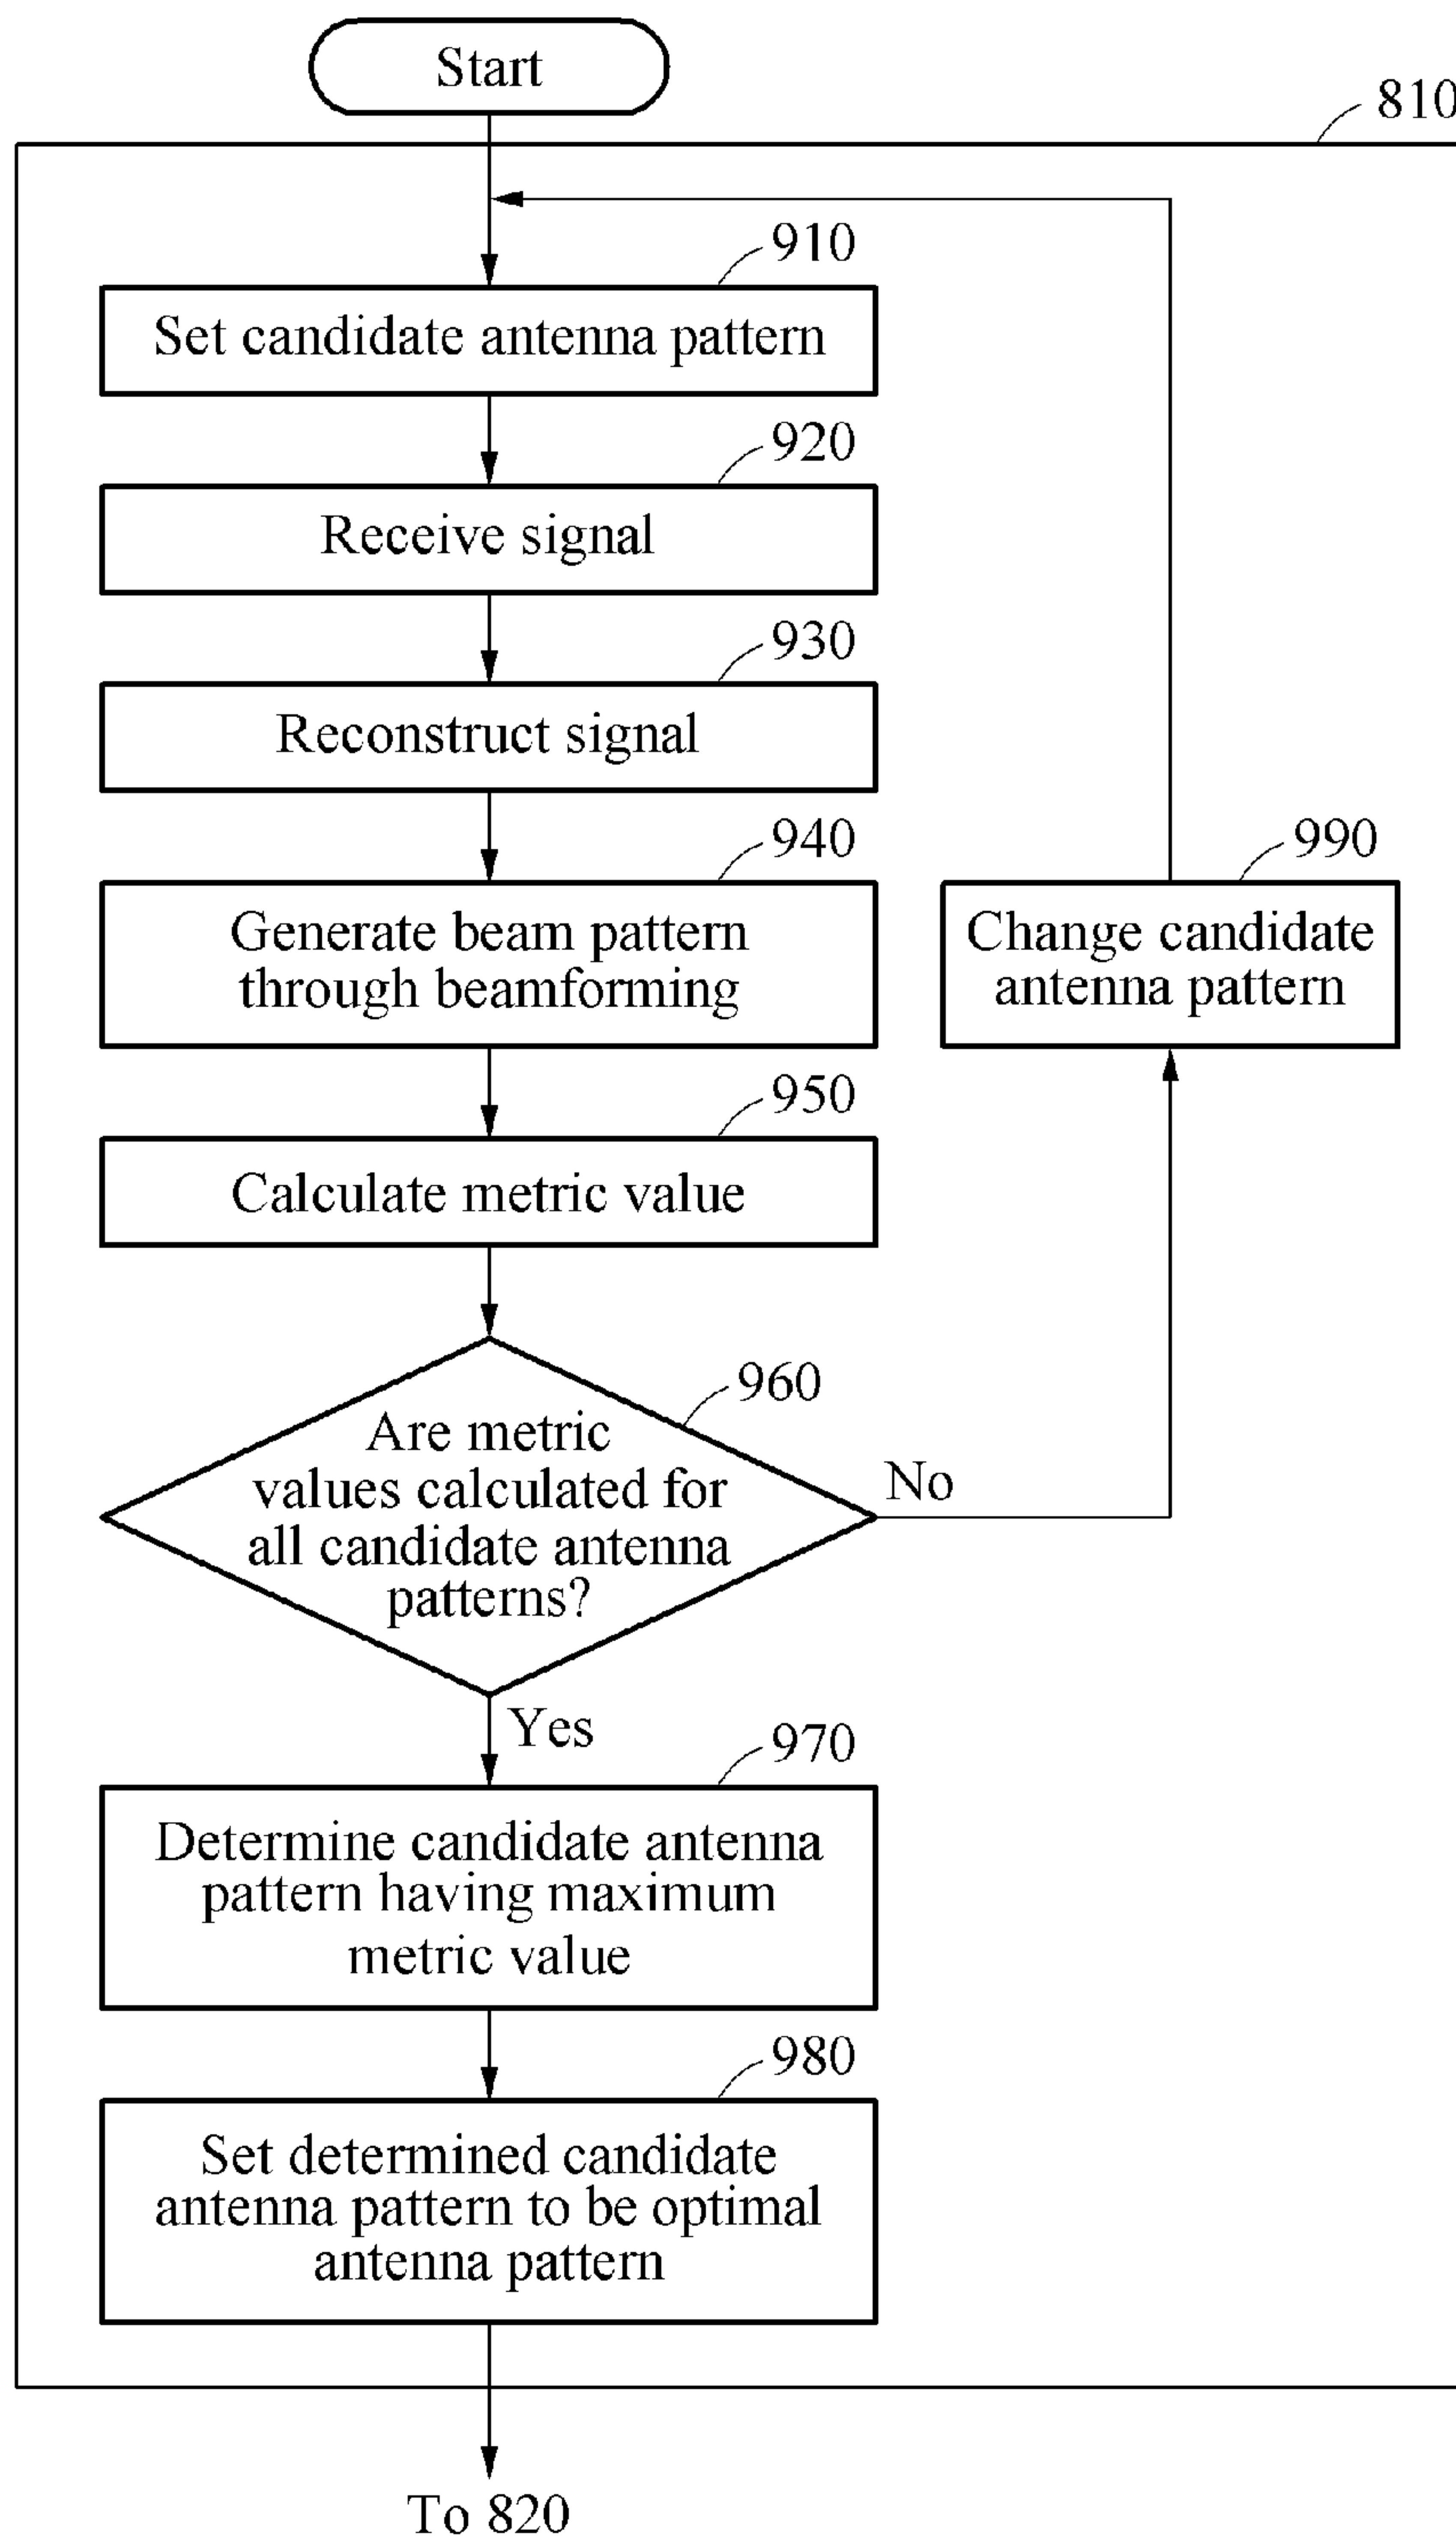 Start
810
910
Set candidate antenna pattern
920
Receive signal
930
Reconstruct signal
940
Generate beam pattern
through beamforming
990
Change candidate
antenna pattern
950
Calculate metric value
960
Are metric
values calculated for
all candidate antenna
patterns?
No
Yes
970
Determine candidate antenna
pattern having maximum
metric value
980
Set determined candidate
antenna pattern to be optimal
antenna pattern
To 820